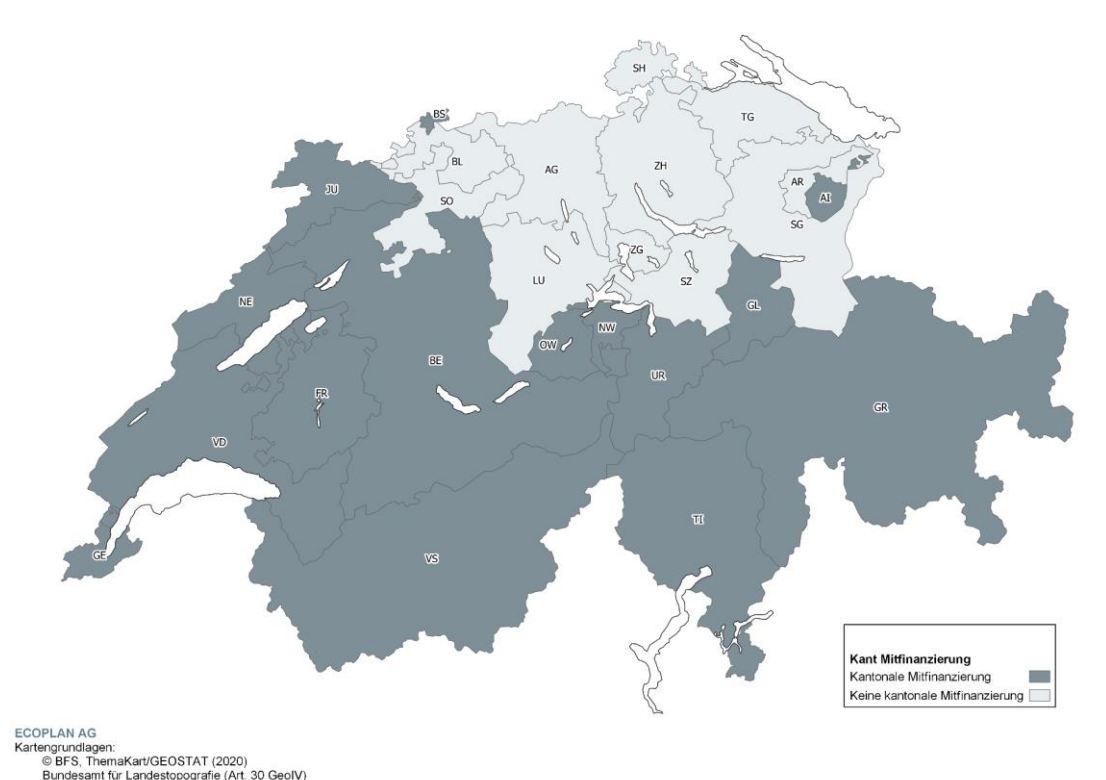 SH
BS
TG
BL
AG
ZH
JU
AR
AI
SO
SG
ZG
LU
SZ
NE
GL
NW
OW
BE
UR
FR
GR
VD
TI
GE
VS
Kant Mitfinanzierung
Kantonale Mitfinanzierung
Keine kantonale Mitfinanzierung
ECOPLAN AG
Kartengrundlagen:
© BFS, ThemaKart/GEOSTAT (2020)
Bundesamt für Landestopografie (Art. 30 GeoIV)